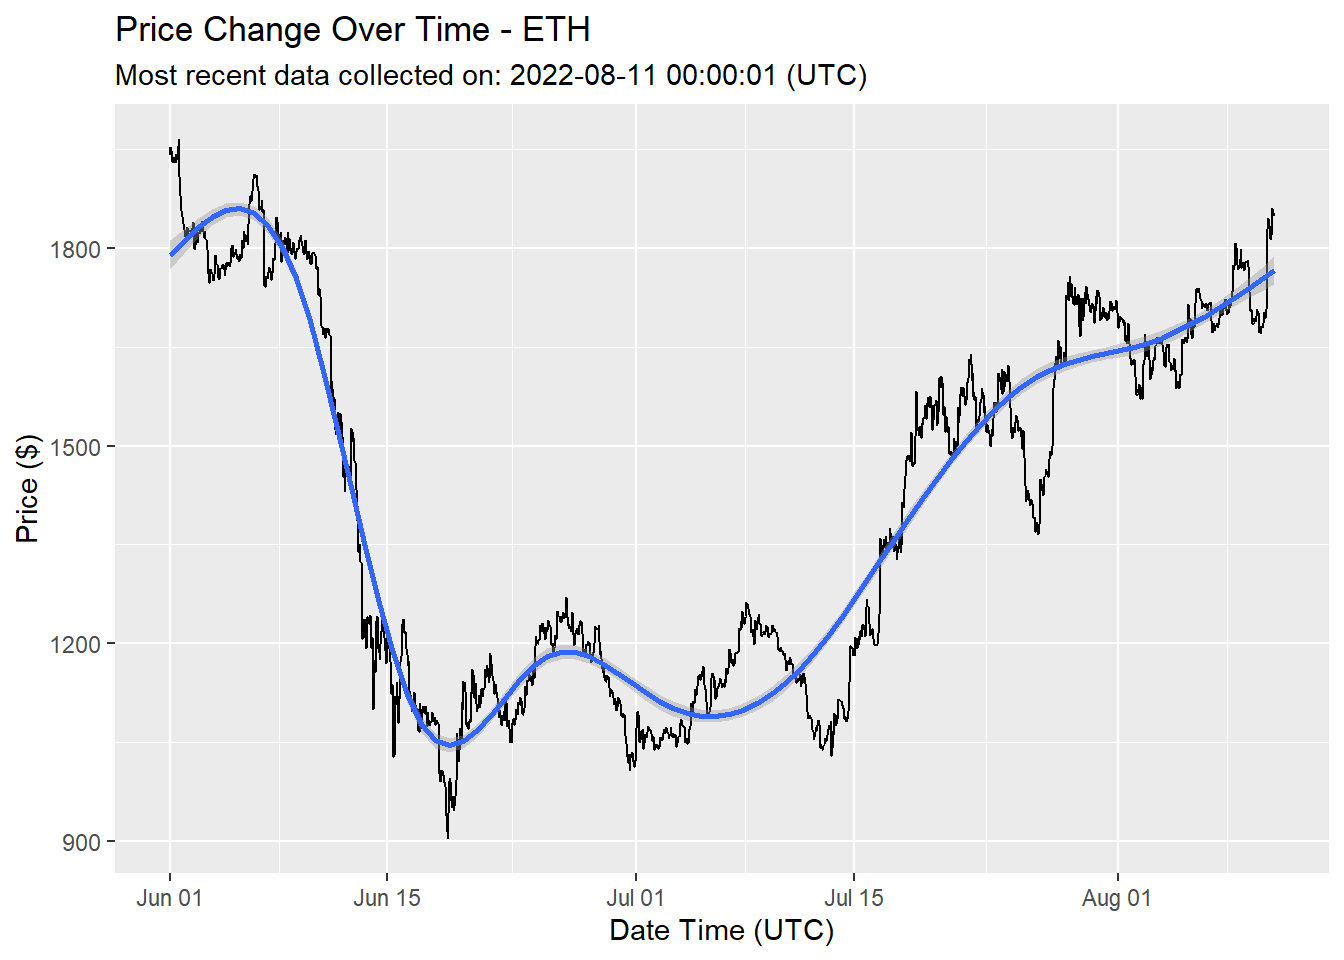 Price Change Over Time - ETH
Most recent data collected on: 2022-08-11 00:00:01 (UTC)
1800
1500
1200
900
Price ($)
Jun 01
Jun 15
Jul 01
Jul 15
Aug 01
Date Time (UTC)